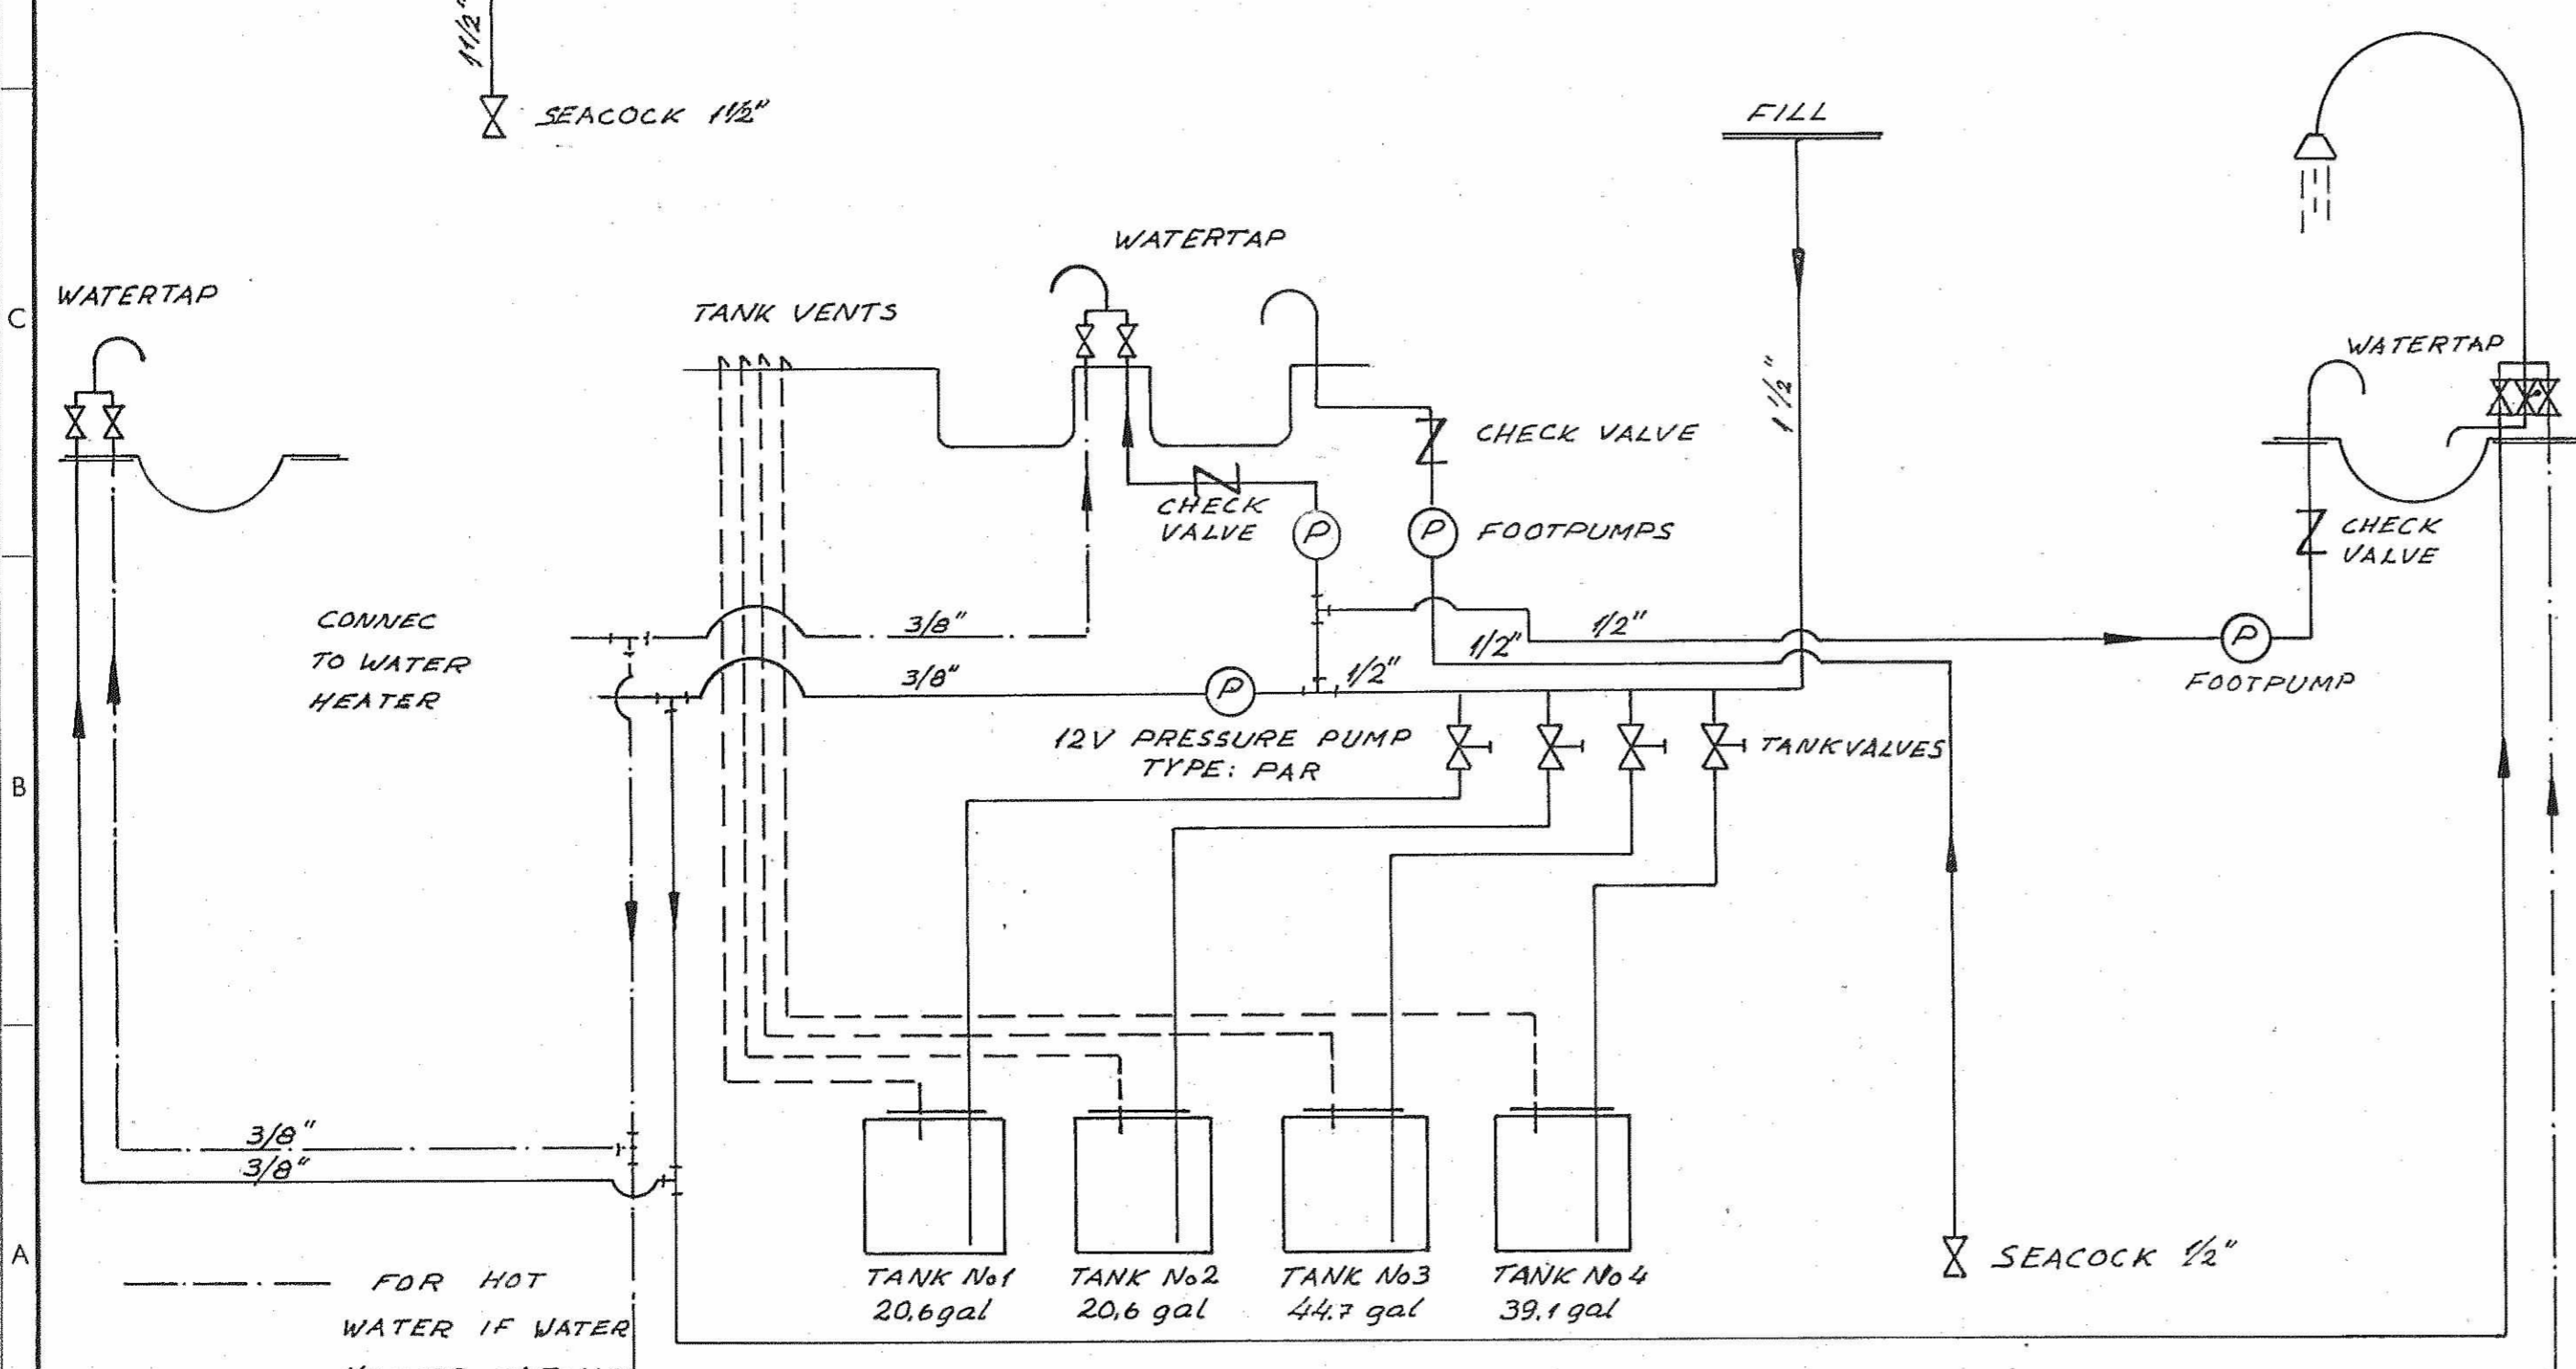 1 1/2"
SEACOCK 1 1/2"
FILL
WATERTAP
WATERTAP
TANK VENTS
WATERTAP
C
1 1/2"
CHECK VALVE
CHECK
VALVE
P
P
FOOTPUMPS
CHECK
VALVE
CONNEC
TO WATER
HEATER
3/8"
1/2"
1/2"
P
FOOTPUMP
3/8"
P
1/2"
12V PRESSURE PUMP
TYPE: PAR
TANKVALVES
B
3/8"
3/8"
A
SEACOCK 1/2"
TANK No1
20,6gal
TANK No2
20,6 gal
TANK No3
44.7 gal
TANK No4
39.1 gal
FOR HOT
WATER IF WATER